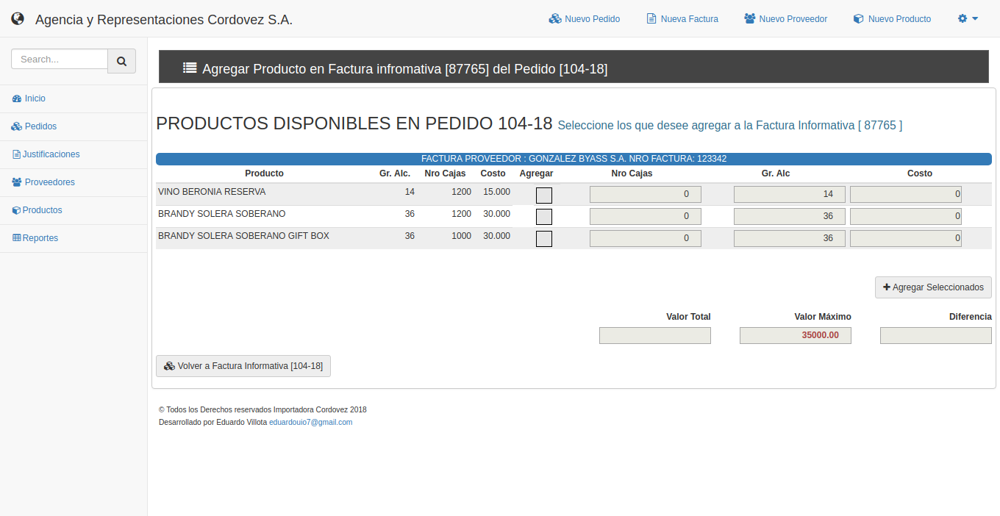 Agencia y Representaciones Cordovez S.A.
Nuevo Pedido
Nueva Factura
Nuevo Proveedor
Nuevo Producto
Search...
Inicio
Pedidos
Justificaciones
Proveedores
Productos
Reportes
Agregar Producto en Factura infromativa [87765] del Pedido [104-18]
PRODUCTOS DISPONIBLES EN PEDIDO 104-18 Seleccione los que desee agregar a la Factura Informativa [ 87765 ]
FACTURA PROVEEDOR : GONZALEZ BYASS S.A. NRO FACTURA: 123342
Producto Gr. Alc. Nro Cajas Costo Agregar Nro Cajas Gr. Alc Costo
VINO BERONIA RESERVA 14 1200 15.000 0 14 0
BRANDY SOLERA SOBERANO 36 1200 30.000 0 36 0
BRANDY SOLERA SOBERANO GIFT BOX 36 1000 30.000 0 36 0
Agregar Seleccionados
Valor Total Valor Máximo Diferencia
35000.00
Volver a Factura Informativa [104-18]
© Todos los Derechos reservados Importadora Cordovez 2018
Desarrollado por Eduardo Villota eduardouio7@gmail.com